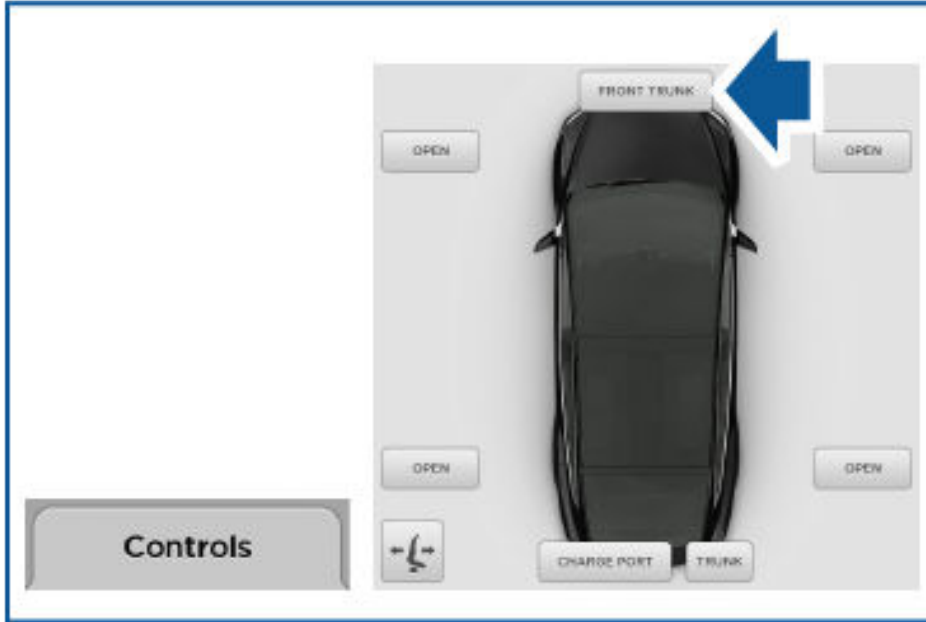 FRONT TRUNK
OPEN
OPEN
OPEN
OPEN
Controls
CHARGE PORT
TRUNK